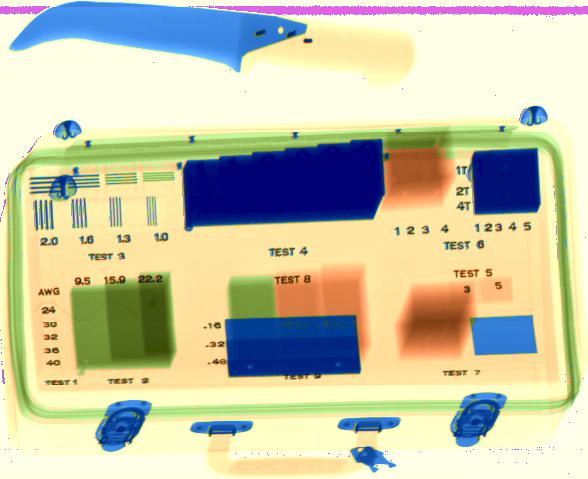 2.0 1.6 1.3 1.0
TEST 3
TEST 4
1T
2T
4T
1 2 3 4
1 2 3 4 5
TEST 6
AWG
24
30
32
36
40
9.5 15.9 22.2
TEST 1
TEST 2
TEST 8
-.16
-.32
-.48
TEST 9
TEST 5
3
5
TEST 7